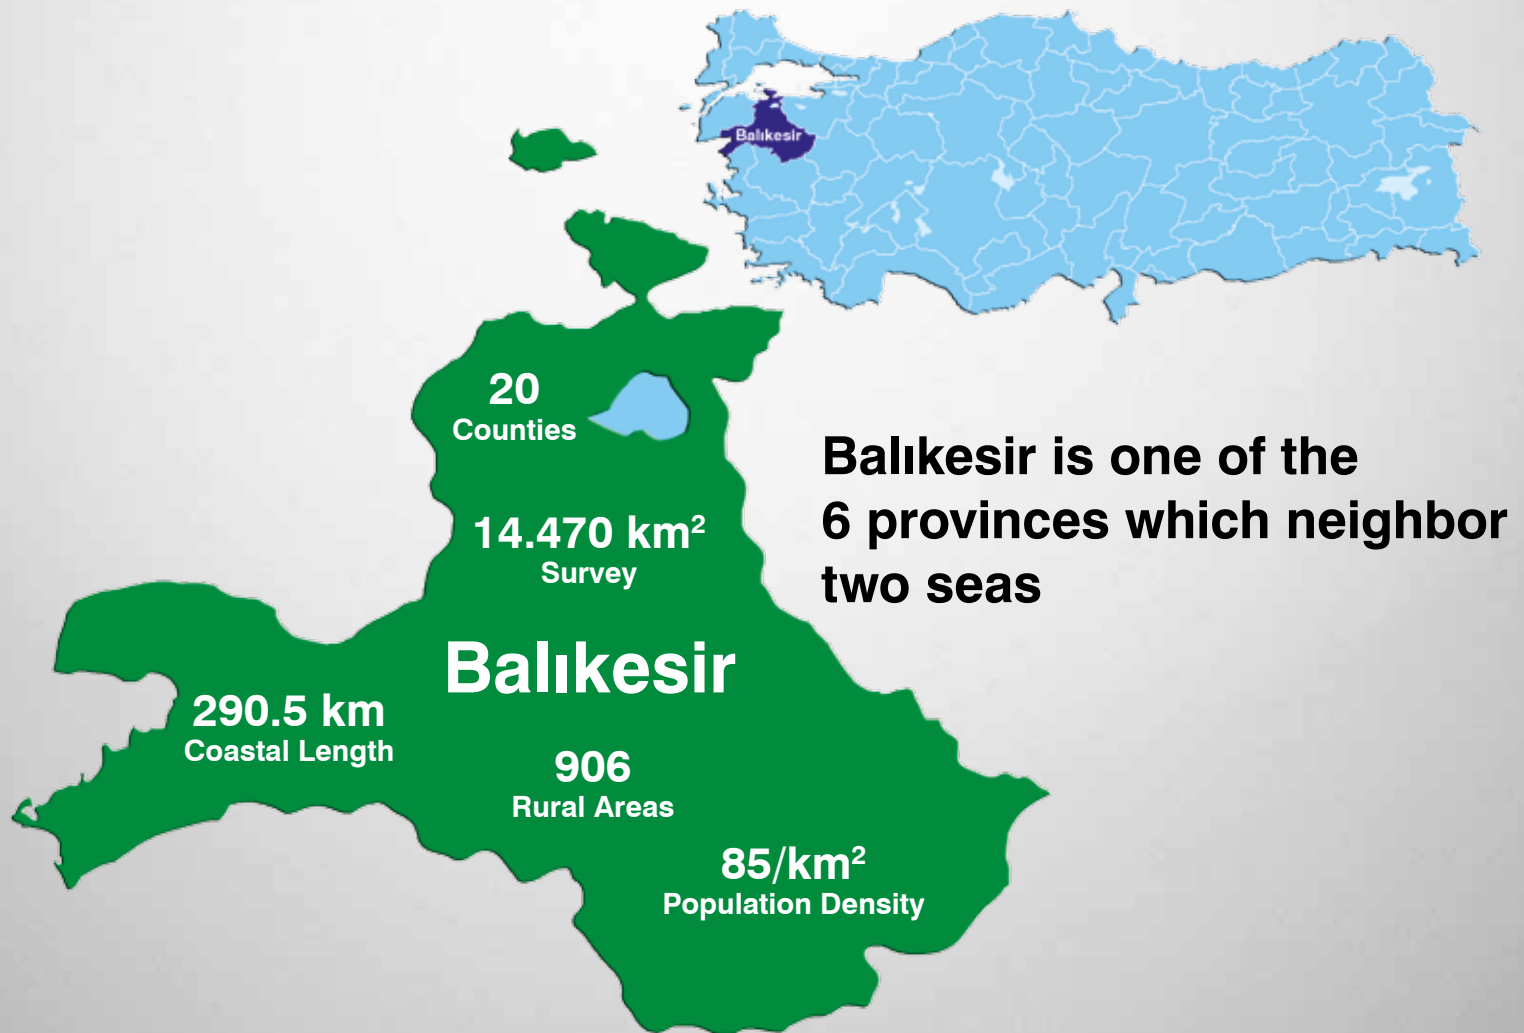 Balıkesir
20
Counties
14.470 km²
Survey
Balıkesir is one of the
6 provinces which neighbor
two seas
Balıkesir
290.5 km
Coastal Length
906
Rural Areas
85/km²
Population Density